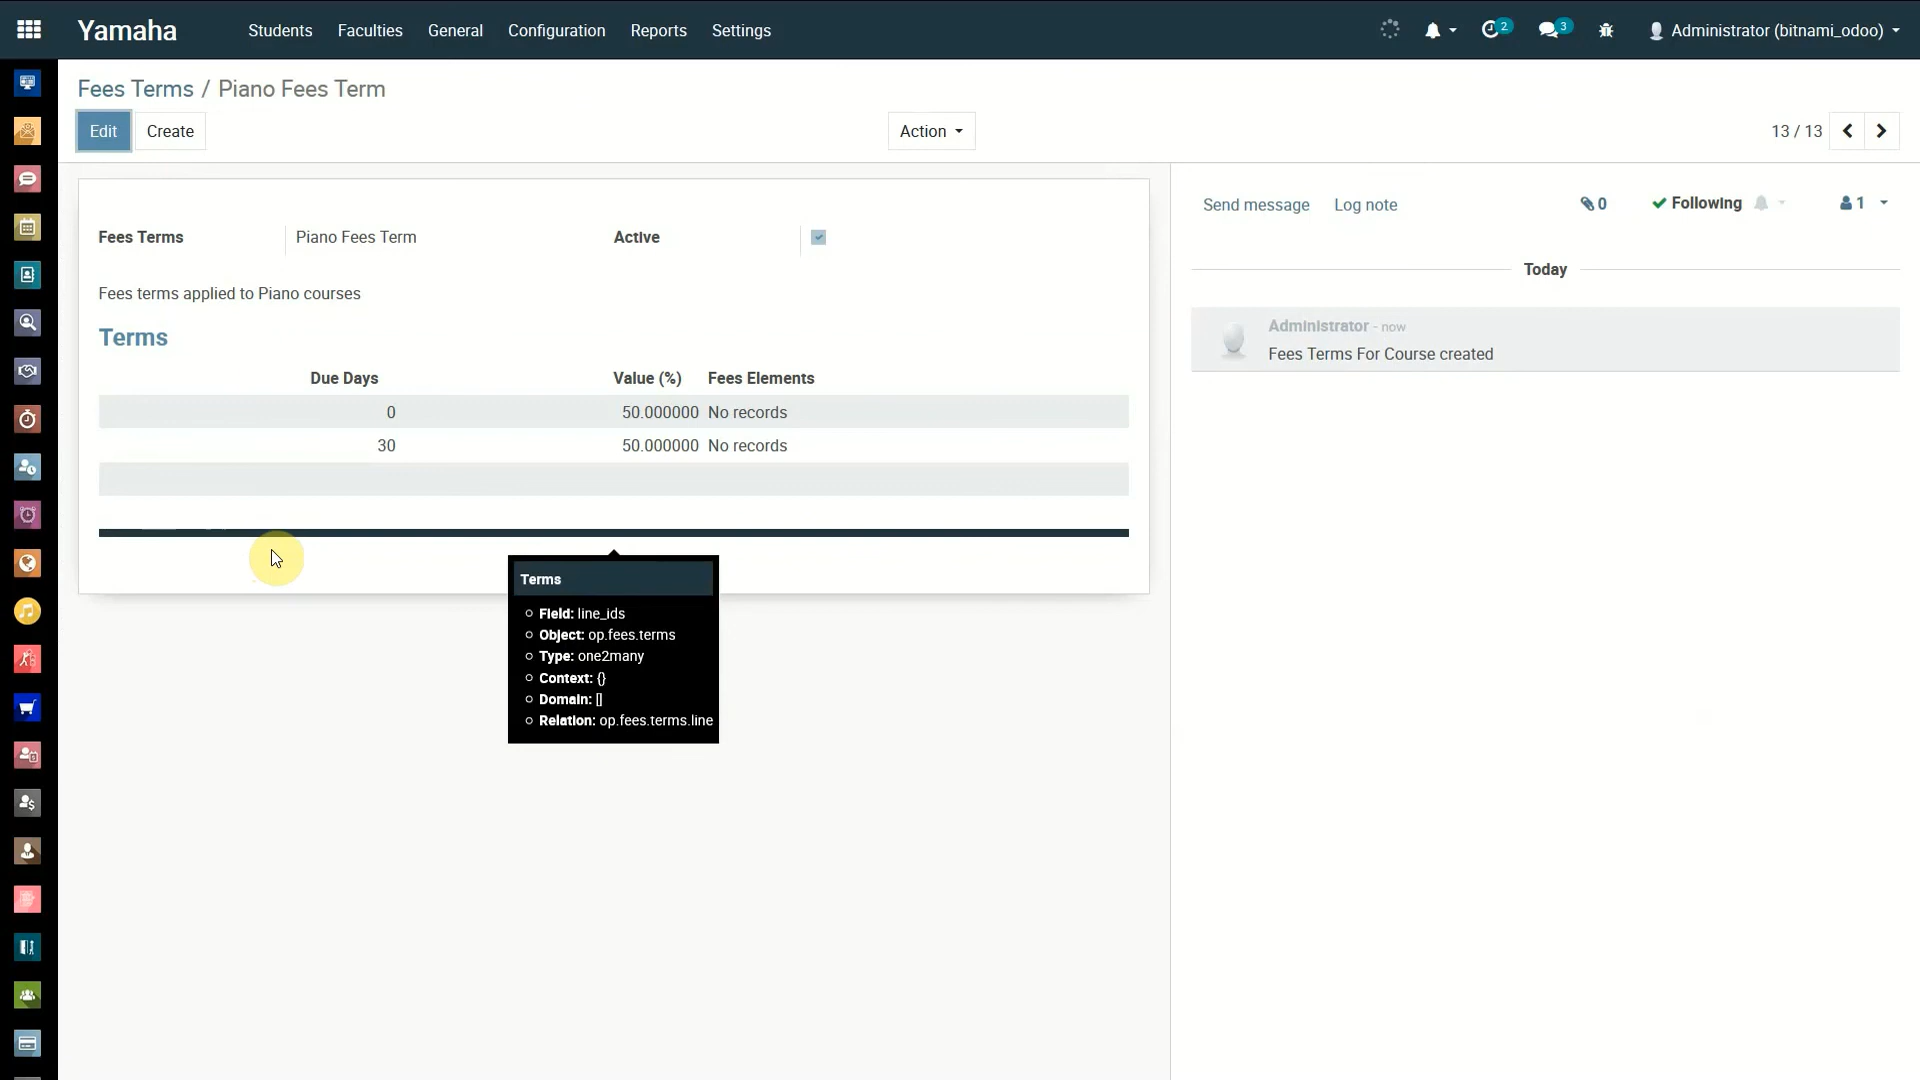 Yamaha Students Faculties General Configuration Reports Settings 2 3 Administrator (bitnami_odoo)
Fees Terms / Piano Fees Term
Edit Create Action 13 / 13
Send message Log note 0 Following 1
Fees Terms Piano Fees Term Active
Today
Fees terms applied to Piano courses
Administrator - now
Fees Terms For Course created
Terms
Due Days Value (%) Fees Elements
0 50.000000 No records
30 50.000000 No records
Terms
Field: line_ids
Object: op.fees.terms
Type: one2many
Context: {}
Domain: []
Relation: op.fees.terms.line